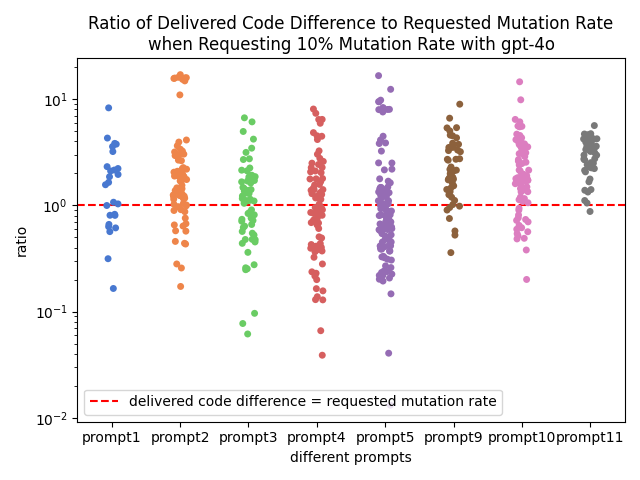 Ratio of Delivered Code Difference to Requested Mutation Rate
when Requesting 10% Mutation Rate with gpt-4o
ratio
10¹
10⁰
10⁻¹
10⁻²
delivered code difference = requested mutation rate
prompt1 prompt2 prompt3 prompt4 prompt5 prompt9 prompt10 prompt11
different prompts